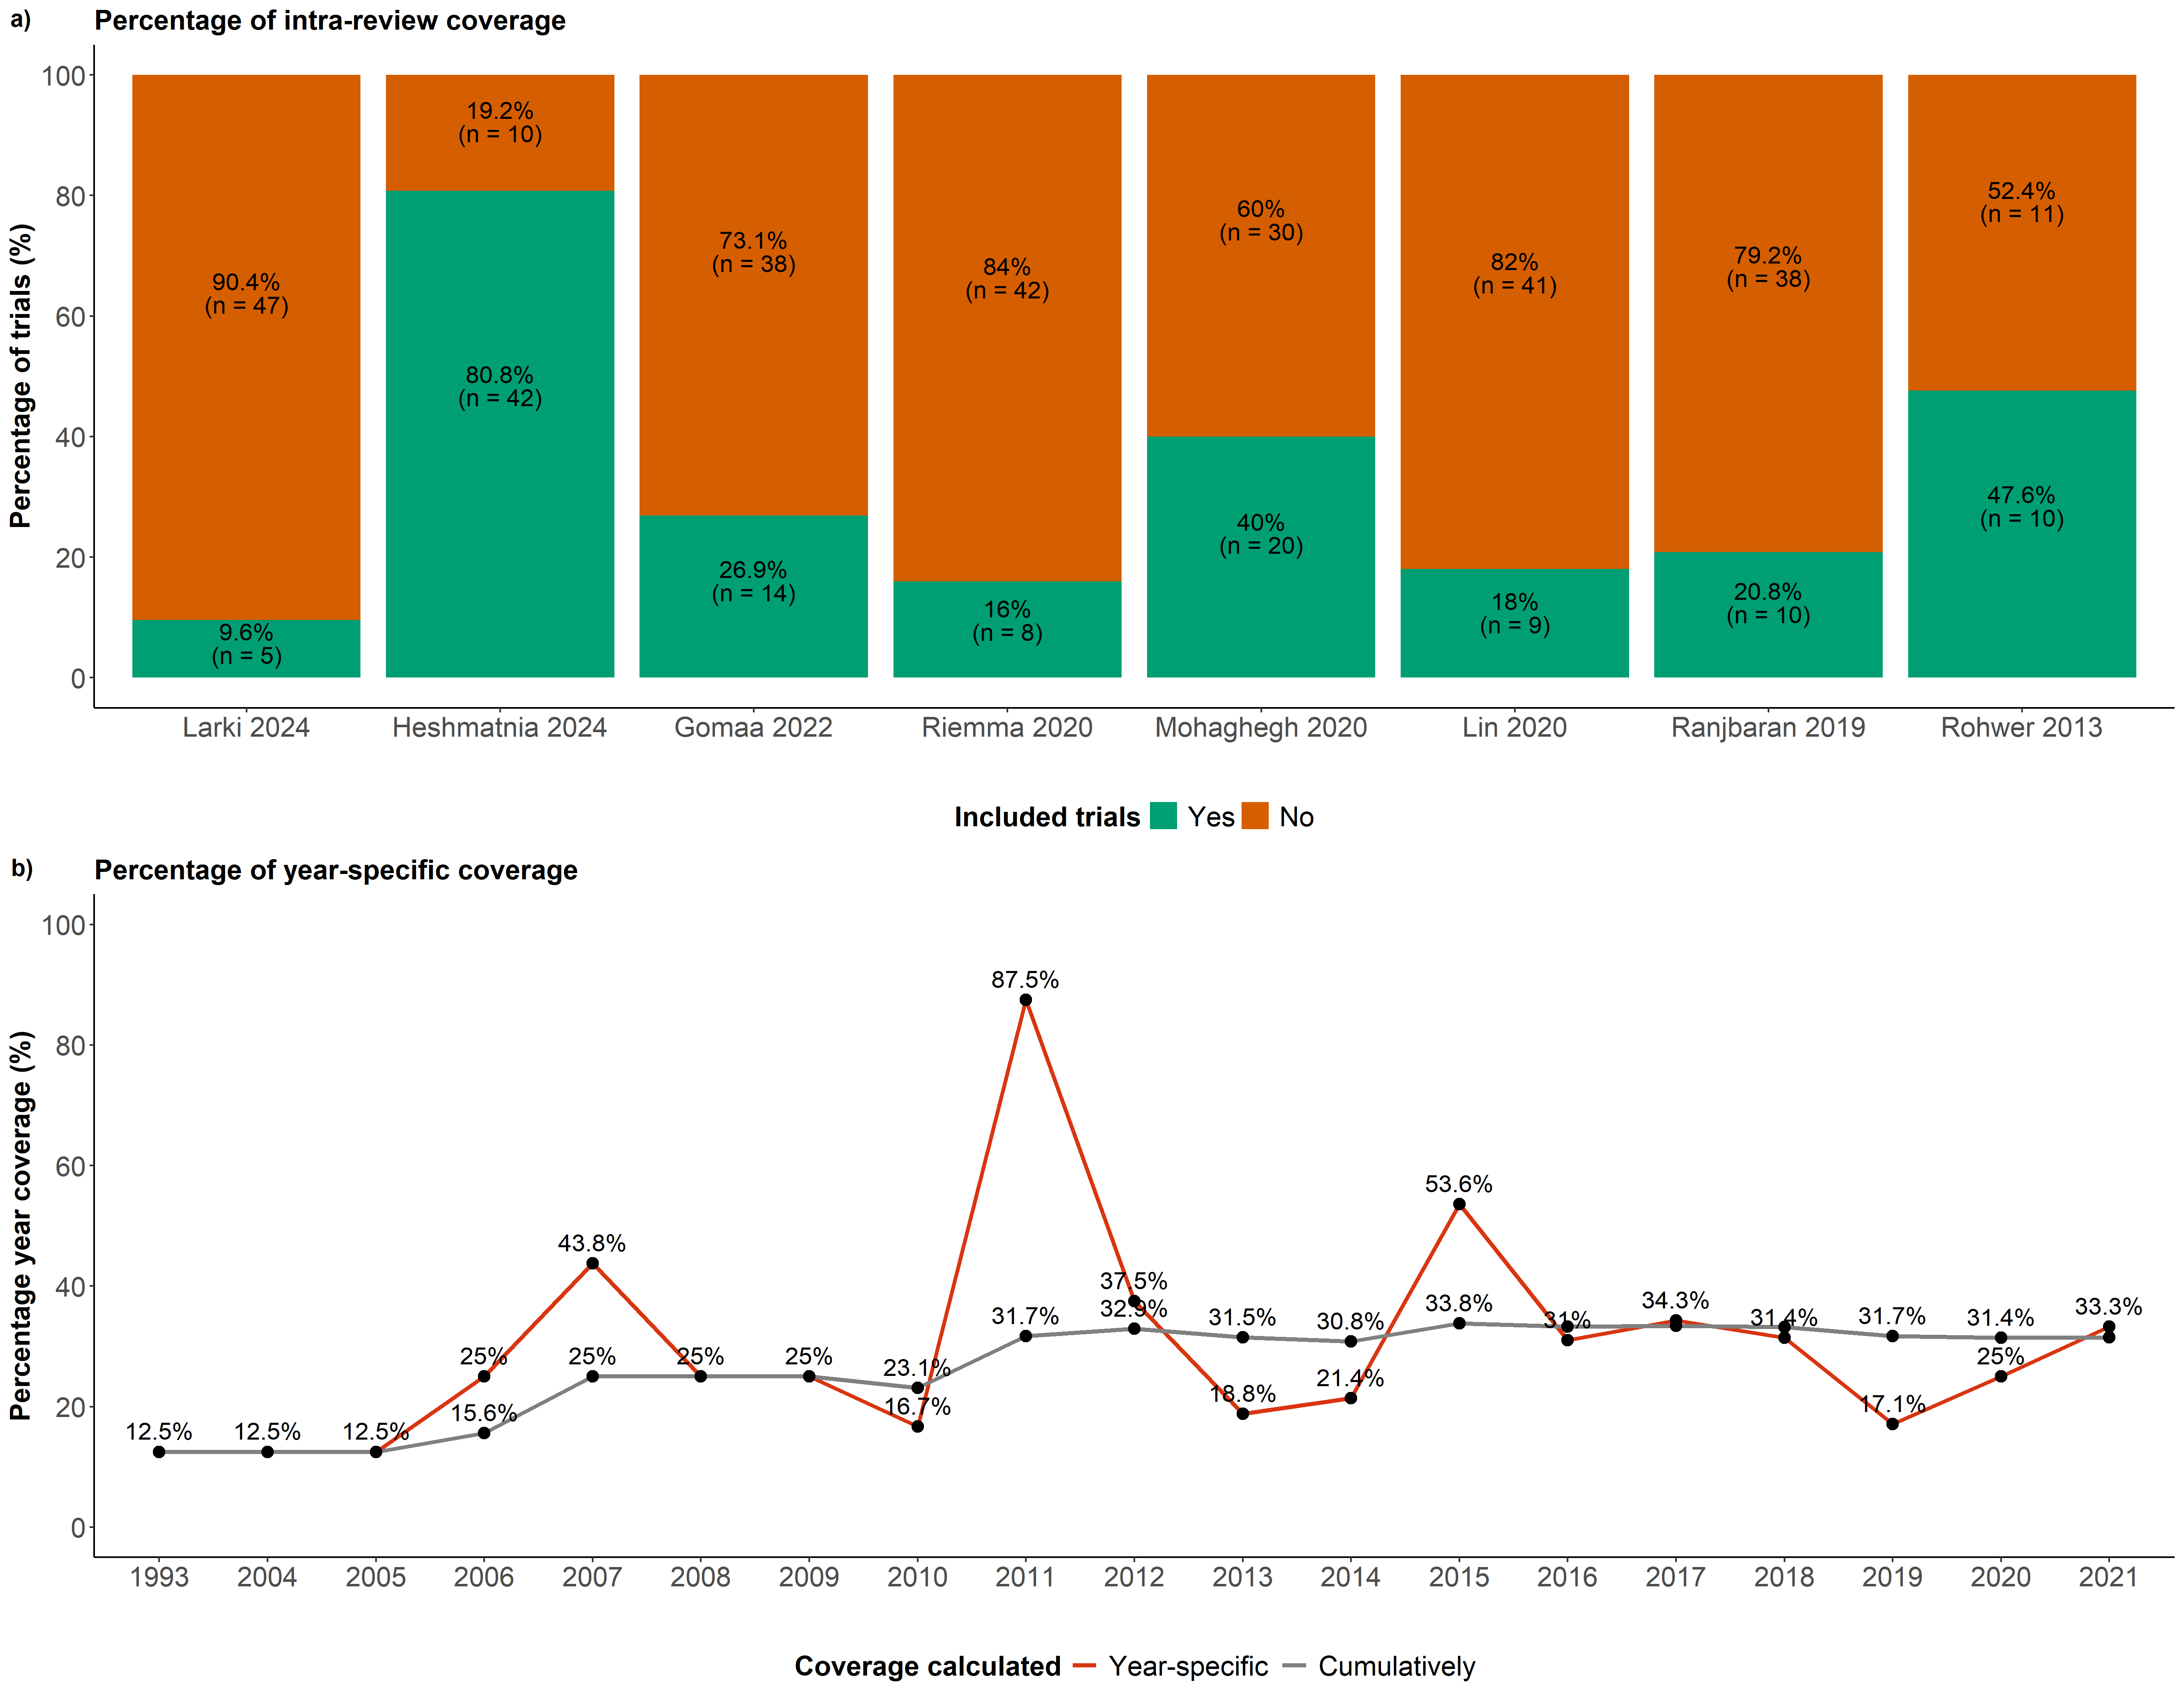 a) Percentage of intra-review coverage
Percentage of trials (%)
100
80
60
40
20
0
90.4%
(n = 47)
9.6%
(n = 5)
19.2%
(n = 10)
80.8%
(n = 42)
73.1%
(n = 38)
26.9%
(n = 14)
84%
(n = 42)
16%
(n = 8)
60%
(n = 30)
40%
(n = 20)
82%
(n = 41)
18%
(n = 9)
79.2%
(n = 38)
20.8%
(n = 10)
52.4%
(n = 11)
47.6%
(n = 10)
Larki 2024 Heshmatnia 2024 Gomaa 2022 Riemma 2020 Mohaghegh 2020 Lin 2020 Ranjbaran 2019 Rohwer 2013
Included trials Yes No
b) Percentage of year-specific coverage
Percentage year coverage (%)
100
80
60
40
20
0
12.5%
12.5%
12.5%
25%
15.6%
43.8%
25%
25%
25%
23.1%
16.7%
87.5%
31.7%
37.5%
32.9%
31.5%
18.8%
30.8%
21.4%
53.6%
33.8%
31%
34.3%
31.4%
31.7%
17.1%
31.4%
25%
33.3%
1993 2004 2005 2006 2007 2008 2009 2010 2011 2012 2013 2014 2015 2016 2017 2018 2019 2020 2021
Coverage calculated Year-specific Cumulatively